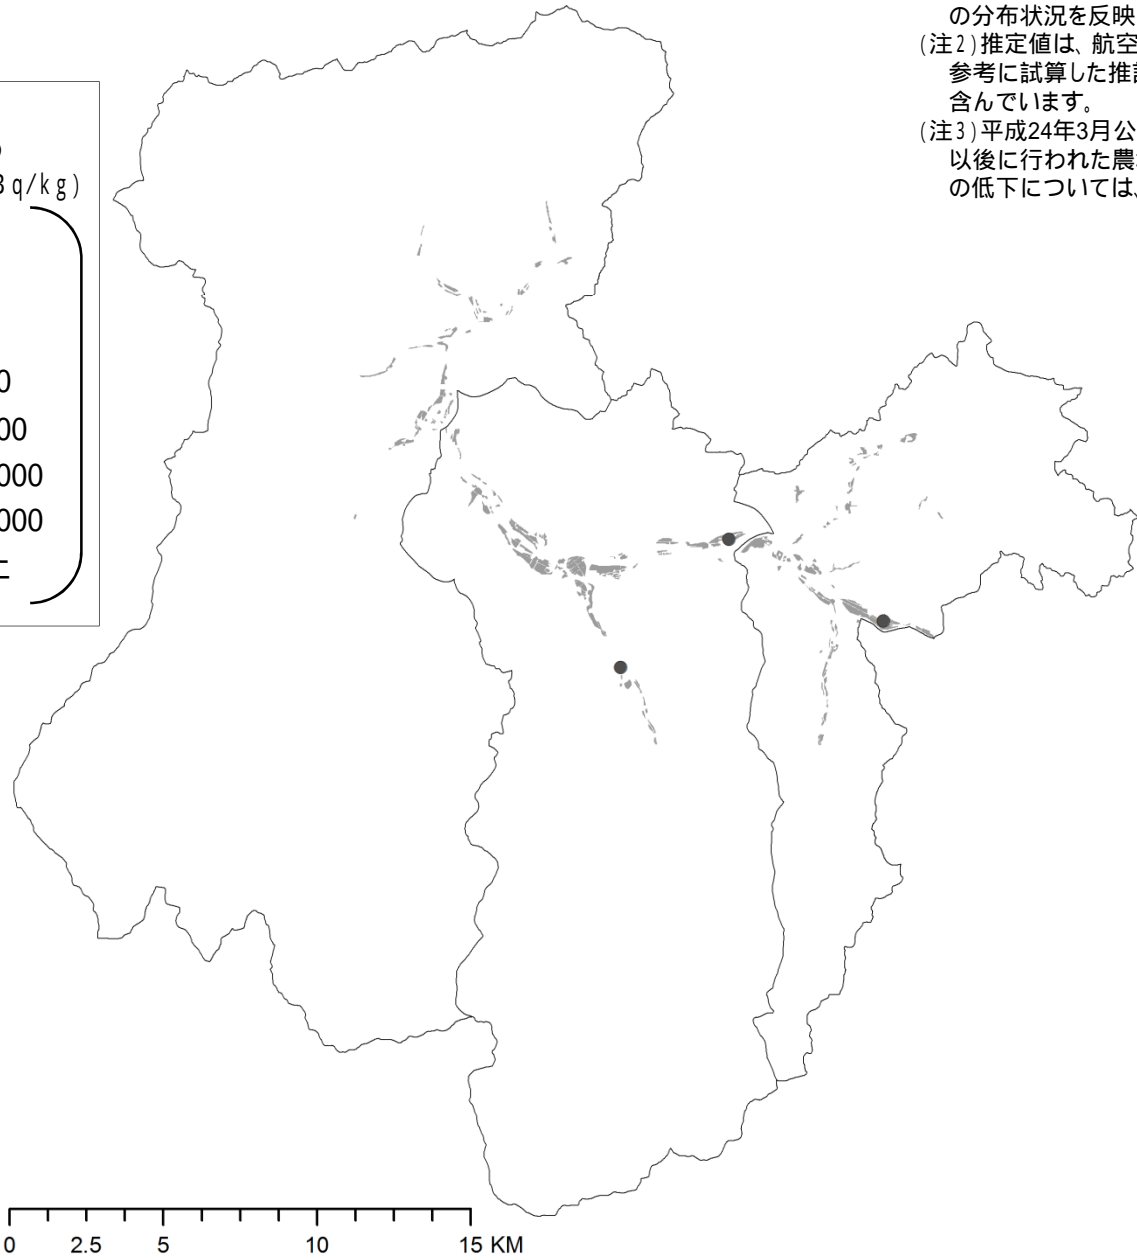 の分布状況を反映
(注2)推定値は、航空
参考に試算した推
含んでいます。
(注3)平成24年3月公
以後に行われた農
の低下については、
q/kg)
0
00
000
000
上
0 2.5 5 10 15 KM